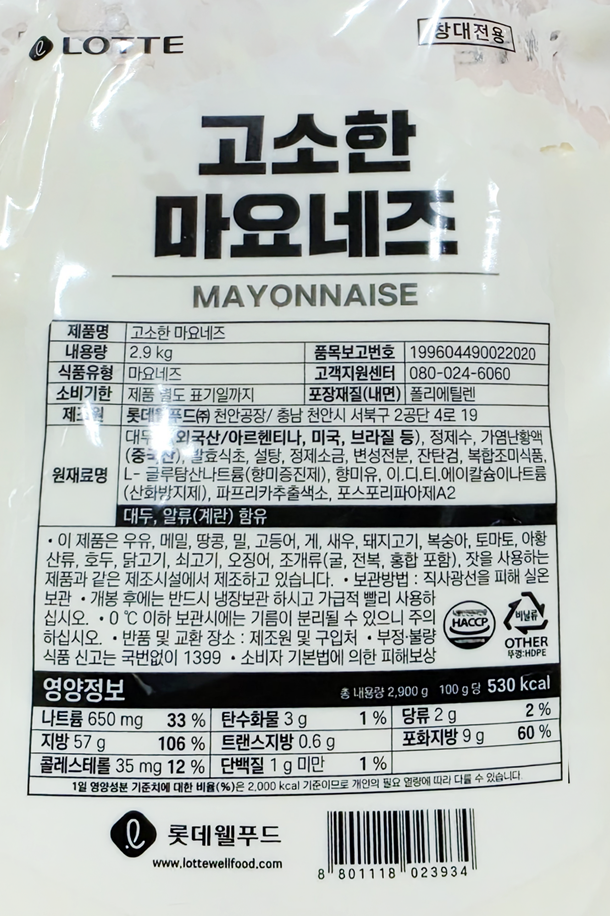 LOTTE
창대전용
고소한
마요네즈
MAYONNAISE
제품명 고소한 마요네즈
내용량 2.9 kg 품목보고번호 199604490022020
식품유형 마요네즈 고객지원센터 080-024-6060
소비기한 제품 별도 표기일까지 포장재질(내면) 폴리에틸렌
제조원 롯데웰푸드㈜ 천안공장/ 충남 천안시 서북구 2공단 4로 19
원재료명 대두유(외국산/아르헨티나, 미국, 브라질 등), 정제수, 가염난황액
(중국산), 발효식초, 설탕, 정제소금, 변성전분, 잔탄검, 복합조미식품,
L- 글루탐산나트륨(향미증진제), 향미유, 이.디.티.에이칼슘이나트륨
(산화방지제), 파프리카추출색소, 포스포리파아제A2
대두, 알류(계란) 함유
• 이 제품은 우유, 메밀, 땅콩, 밀, 고등어, 게, 새우, 돼지고기, 복숭아, 토마토, 아황
산류, 호두, 닭고기, 쇠고기, 오징어, 조개류(굴, 전복, 홍합 포함), 잣을 사용하는
제품과 같은 제조시설에서 제조하고 있습니다. • 보관방법 : 직사광선을 피해 실온
보관 • 개봉 후에는 반드시 냉장보관 하시고 가급적 빨리 사용하
십시오. • 0 ℃ 이하 보관시에는 기름이 분리될 수 있으니 주의
하십시오. • 반품 및 교환 장소 : 제조원 및 구입처 • 부정·불량
식품 신고는 국번없이 1399 • 소비자 기본법에 의한 피해보상
HACCP
비닐류
OTHER
뚜껑:HDPE
영양정보 총 내용량 2,900 g 100 g 당 530 kcal
나트륨 650 mg 33 % 탄수화물 3 g 1 % 당류 2 g 2 %
지방 57 g 106 % 트랜스지방 0.6 g 포화지방 9 g 60 %
콜레스테롤 35 mg 12 % 단백질 1 g 미만 1 %
1일 영양성분 기준치에 대한 비율(%)은 2,000 kcal 기준이므로 개인의 필요 열량에 따라 다를 수 있습니다.
롯데웰푸드
www.lottewellfood.com
8 801118 023934